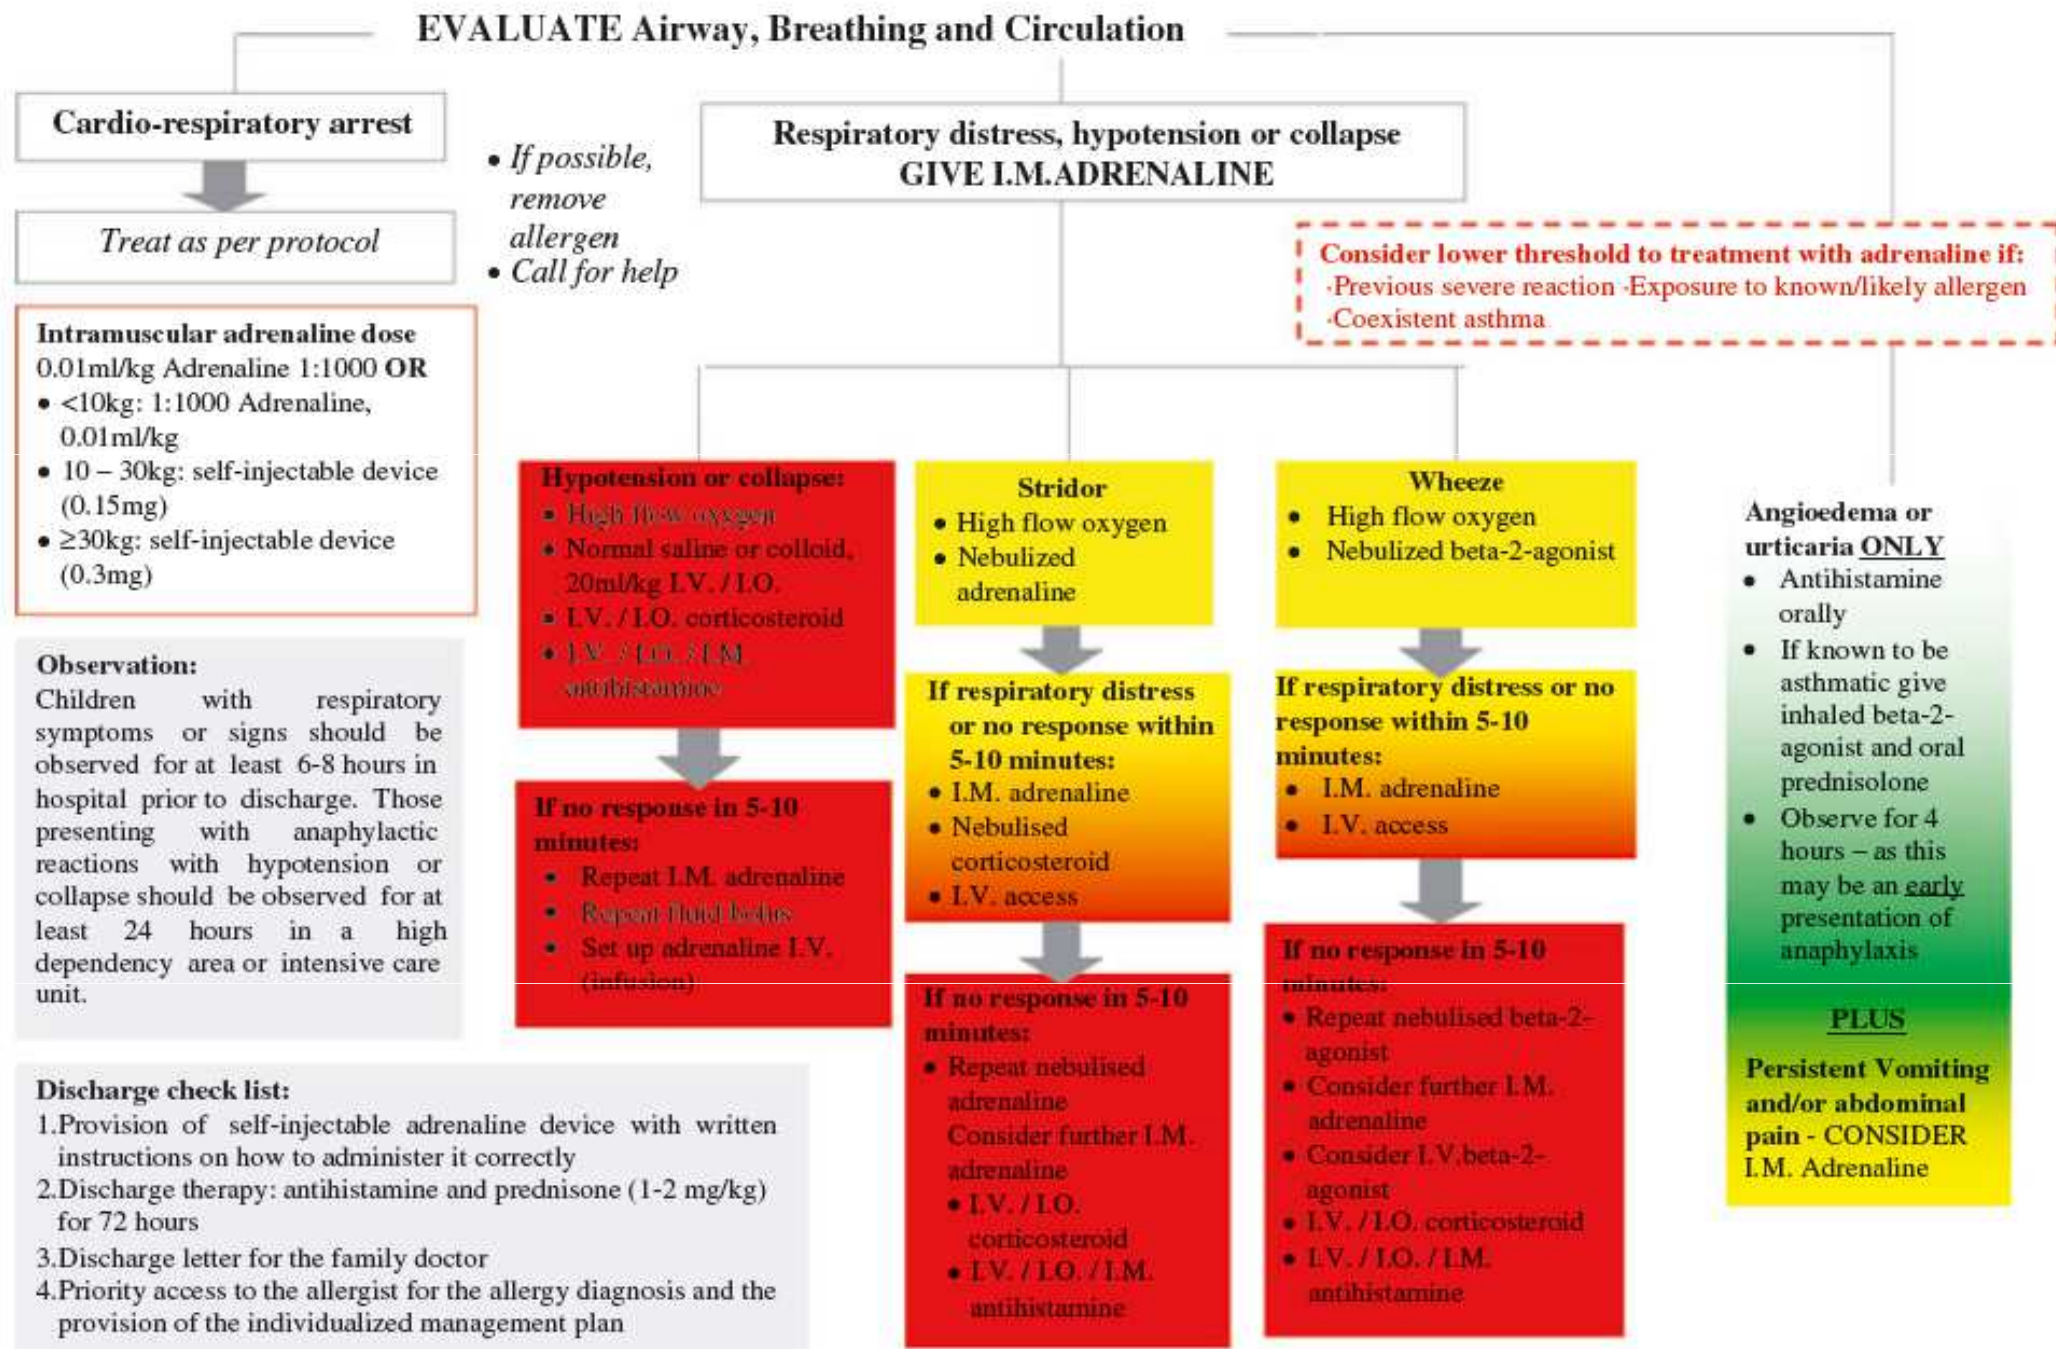 EVALUATE Airway, Breathing and Circulation
Cardio-respiratory arrest
Treat as per protocol
• If possible,
remove
allergen
• Call for help
Respiratory distress, hypotension or collapse
GIVE I.M.ADRENALINE
Consider lower threshold to treatment with adrenaline if:
·Previous severe reaction ·Exposure to known/likely allergen
·Coexistent asthma
Intramuscular adrenaline dose
0.01ml/kg Adrenaline 1:1000 OR
• <10kg: 1:1000 Adrenaline,
0.01ml/kg
• 10 – 30kg: self-injectable device
(0.15mg)
• ≥30kg: self-injectable device
(0.3mg)
Observation:
Children with respiratory
symptoms or signs should be
observed for at least 6-8 hours in
hospital prior to discharge. Those
presenting with anaphylactic
reactions with hypotension or
collapse should be observed for at
least 24 hours in a high
dependency area or intensive care
unit.
Discharge check list:
1.Provision of self-injectable adrenaline device with written
instructions on how to administer it correctly
2.Discharge therapy: antihistamine and prednisone (1-2 mg/kg)
for 72 hours
3.Discharge letter for the family doctor
4.Priority access to the allergist for the allergy diagnosis and the
provision of the individualized management plan
Hypotension or collapse:
• High flow oxygen
• Normal saline or colloid,
20ml/kg I.V. / I.O.
• I.V. / I.O. corticosteroid
• I.V. / I.O. / I.M.
antihistamine
If no response in 5-10
minutes:
• Repeat I.M. adrenaline
• Repeat fluid bolus
• Set up adrenaline I.V.
(infusion)
Stridor
• High flow oxygen
• Nebulized
adrenaline
If respiratory distress
or no response within
5-10 minutes:
• I.M. adrenaline
• Nebulised
corticosteroid
• I.V. access
If no response in 5-10
minutes:
• Repeat nebulised
adrenaline
Consider further I.M.
adrenaline
• I.V. / I.O.
corticosteroid
• I.V. / I.O. / I.M.
antihistamine
Wheeze
• High flow oxygen
• Nebulized beta-2-agonist
If respiratory distress or no
response within 5-10
minutes:
• I.M. adrenaline
• I.V. access
If no response in 5-10
minutes:
• Repeat nebulised beta-2-
agonist
• Consider further I.M.
adrenaline
• Consider I.V.beta-2-
agonist
• I.V. / I.O. corticosteroid
• I.V. / I.O. / I.M.
antihistamine
Angioedema or
urticaria ONLY
• Antihistamine
orally
• If known to be
asthmatic give
inhaled beta-2-
agonist and oral
prednisolone
• Observe for 4
hours – as this
may be an early
presentation of
anaphylaxis
PLUS
Persistent Vomiting
and/or abdominal
pain - CONSIDER
I.M. Adrenaline